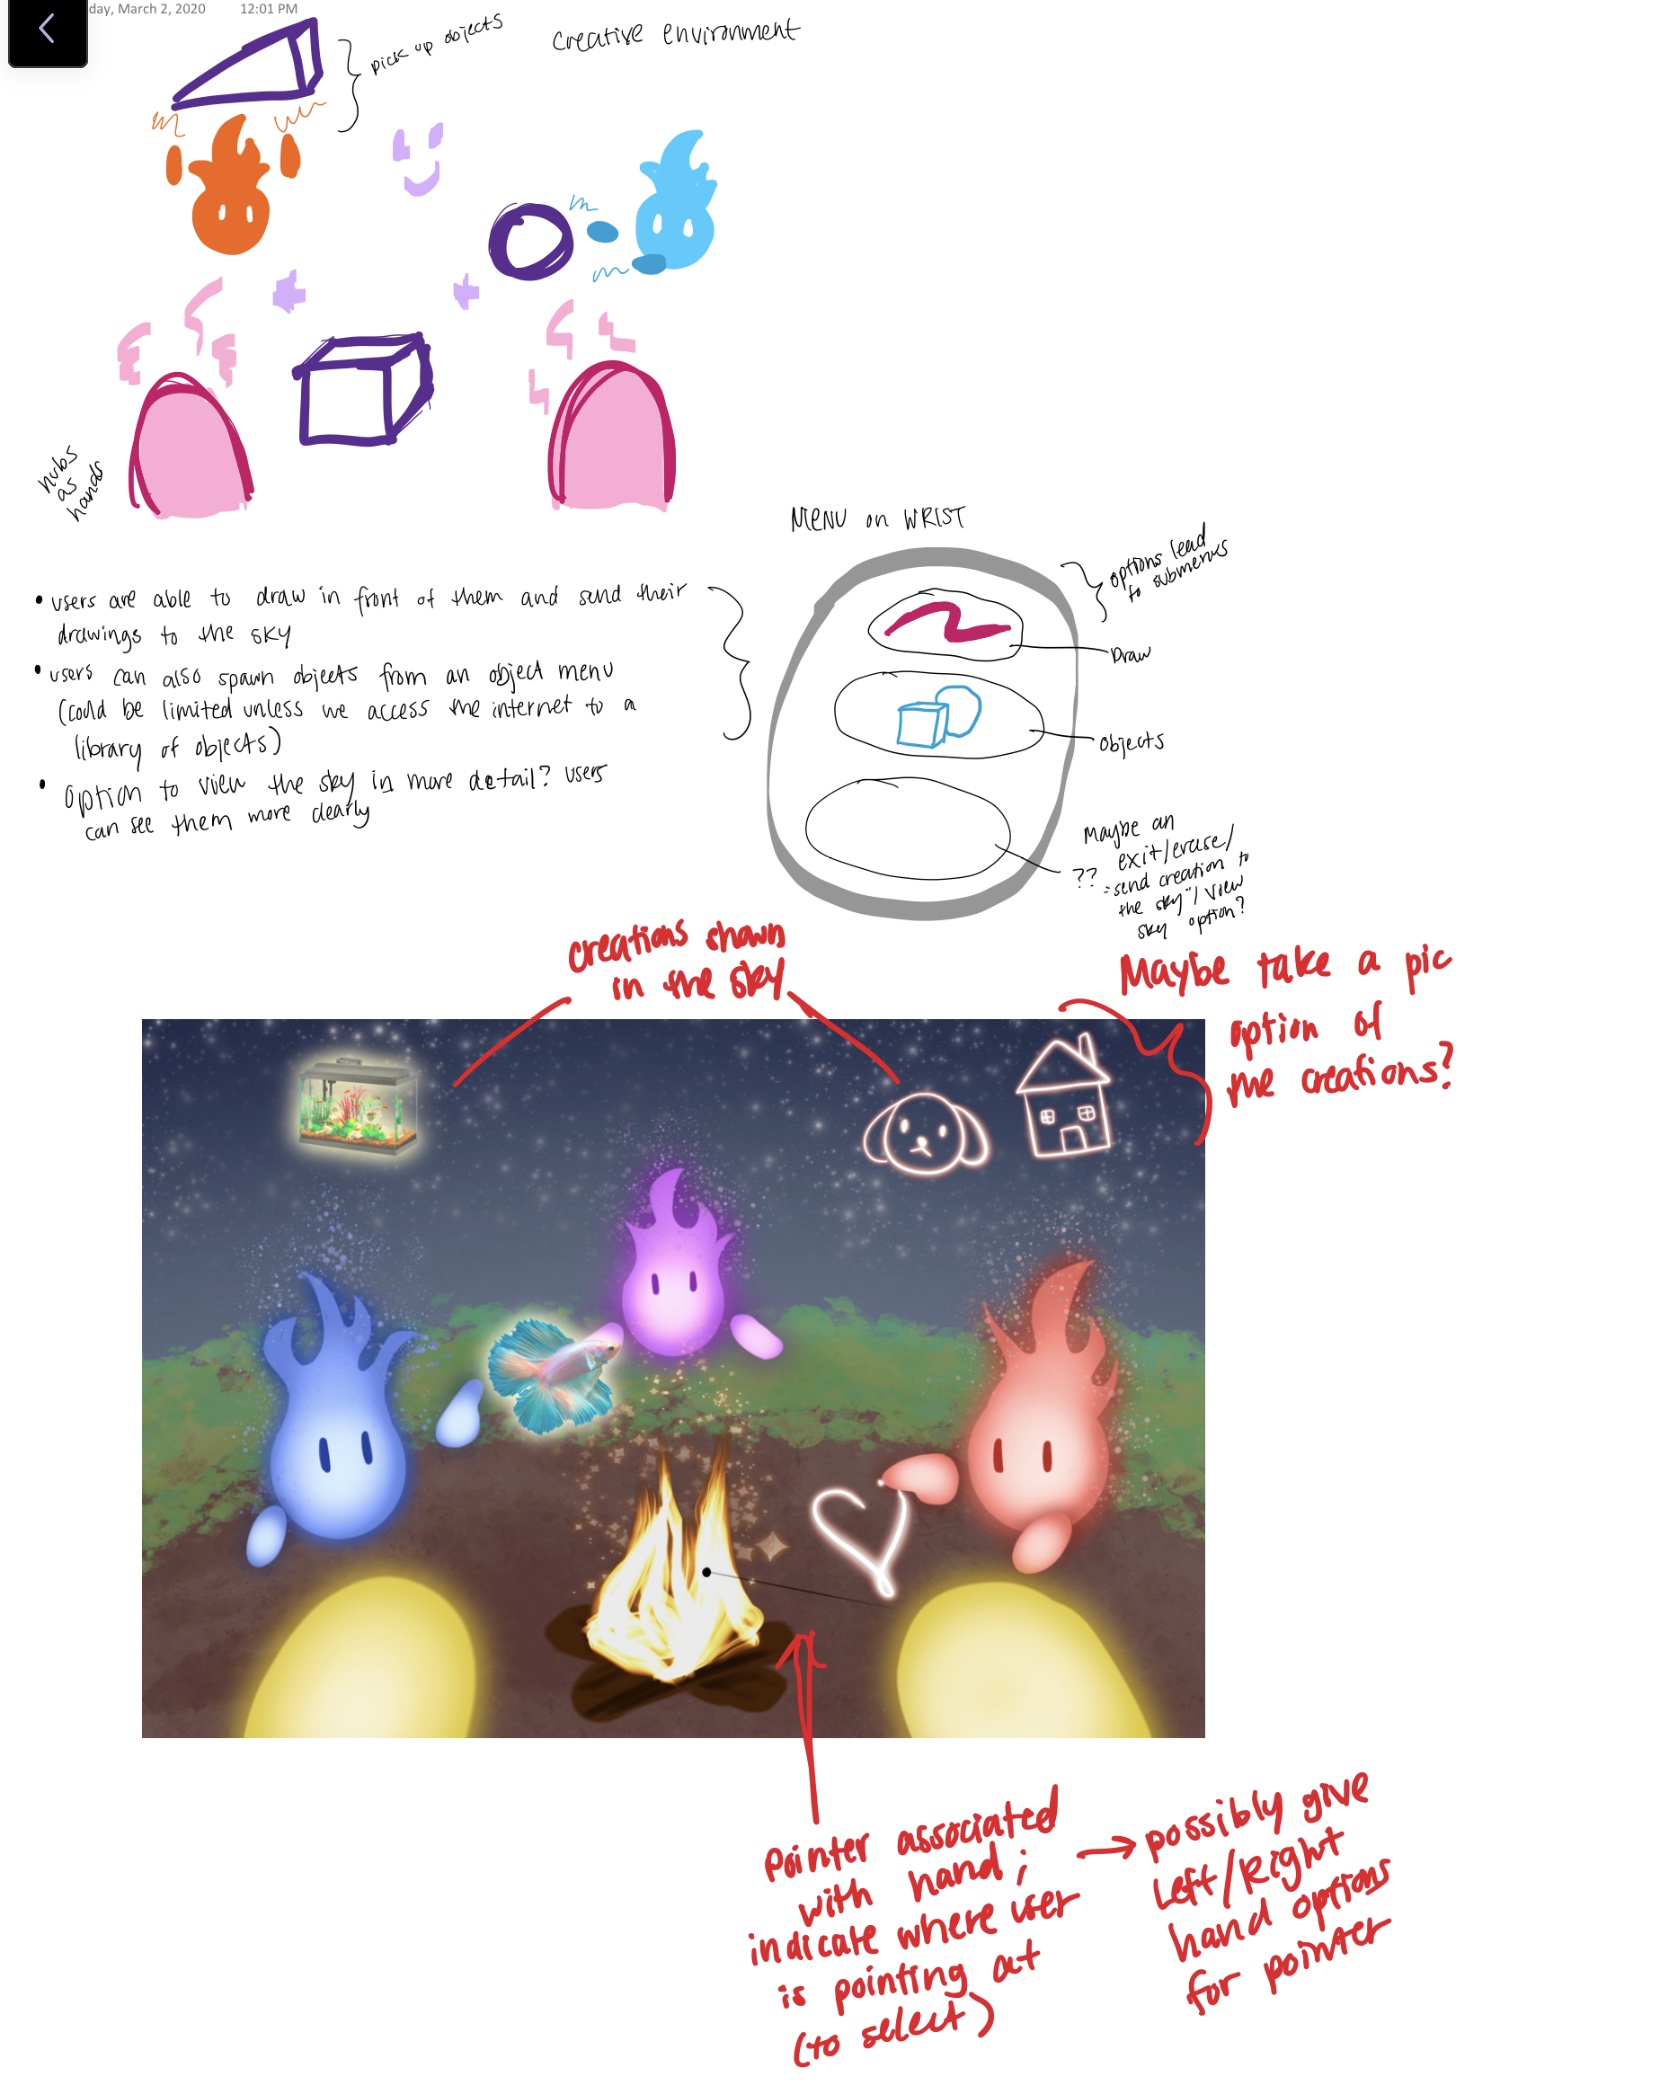 day, March 2, 2020 12:01 PM
pick up objects
Creative environment
nubs
as
hands
MENU on WRIST
options lead
to submenus
Draw
objects
Maybe an
exit/erase/
?? "send creation to
the sky"/view
sky option?
• users are able to draw in front of them and send their
drawings to the sky
• users can also spawn objects from an object menu
(could be limited unless we access the internet to a
library of objects)
• option to view the sky in more detail? users
can see them more clearly
creations shown
in the sky
Maybe take a pic
option of
the creations?
Pointer associated
with hand;
indicate where user
is pointing at
(to select)
→ possibly give
Left/Right
hand options
for pointer